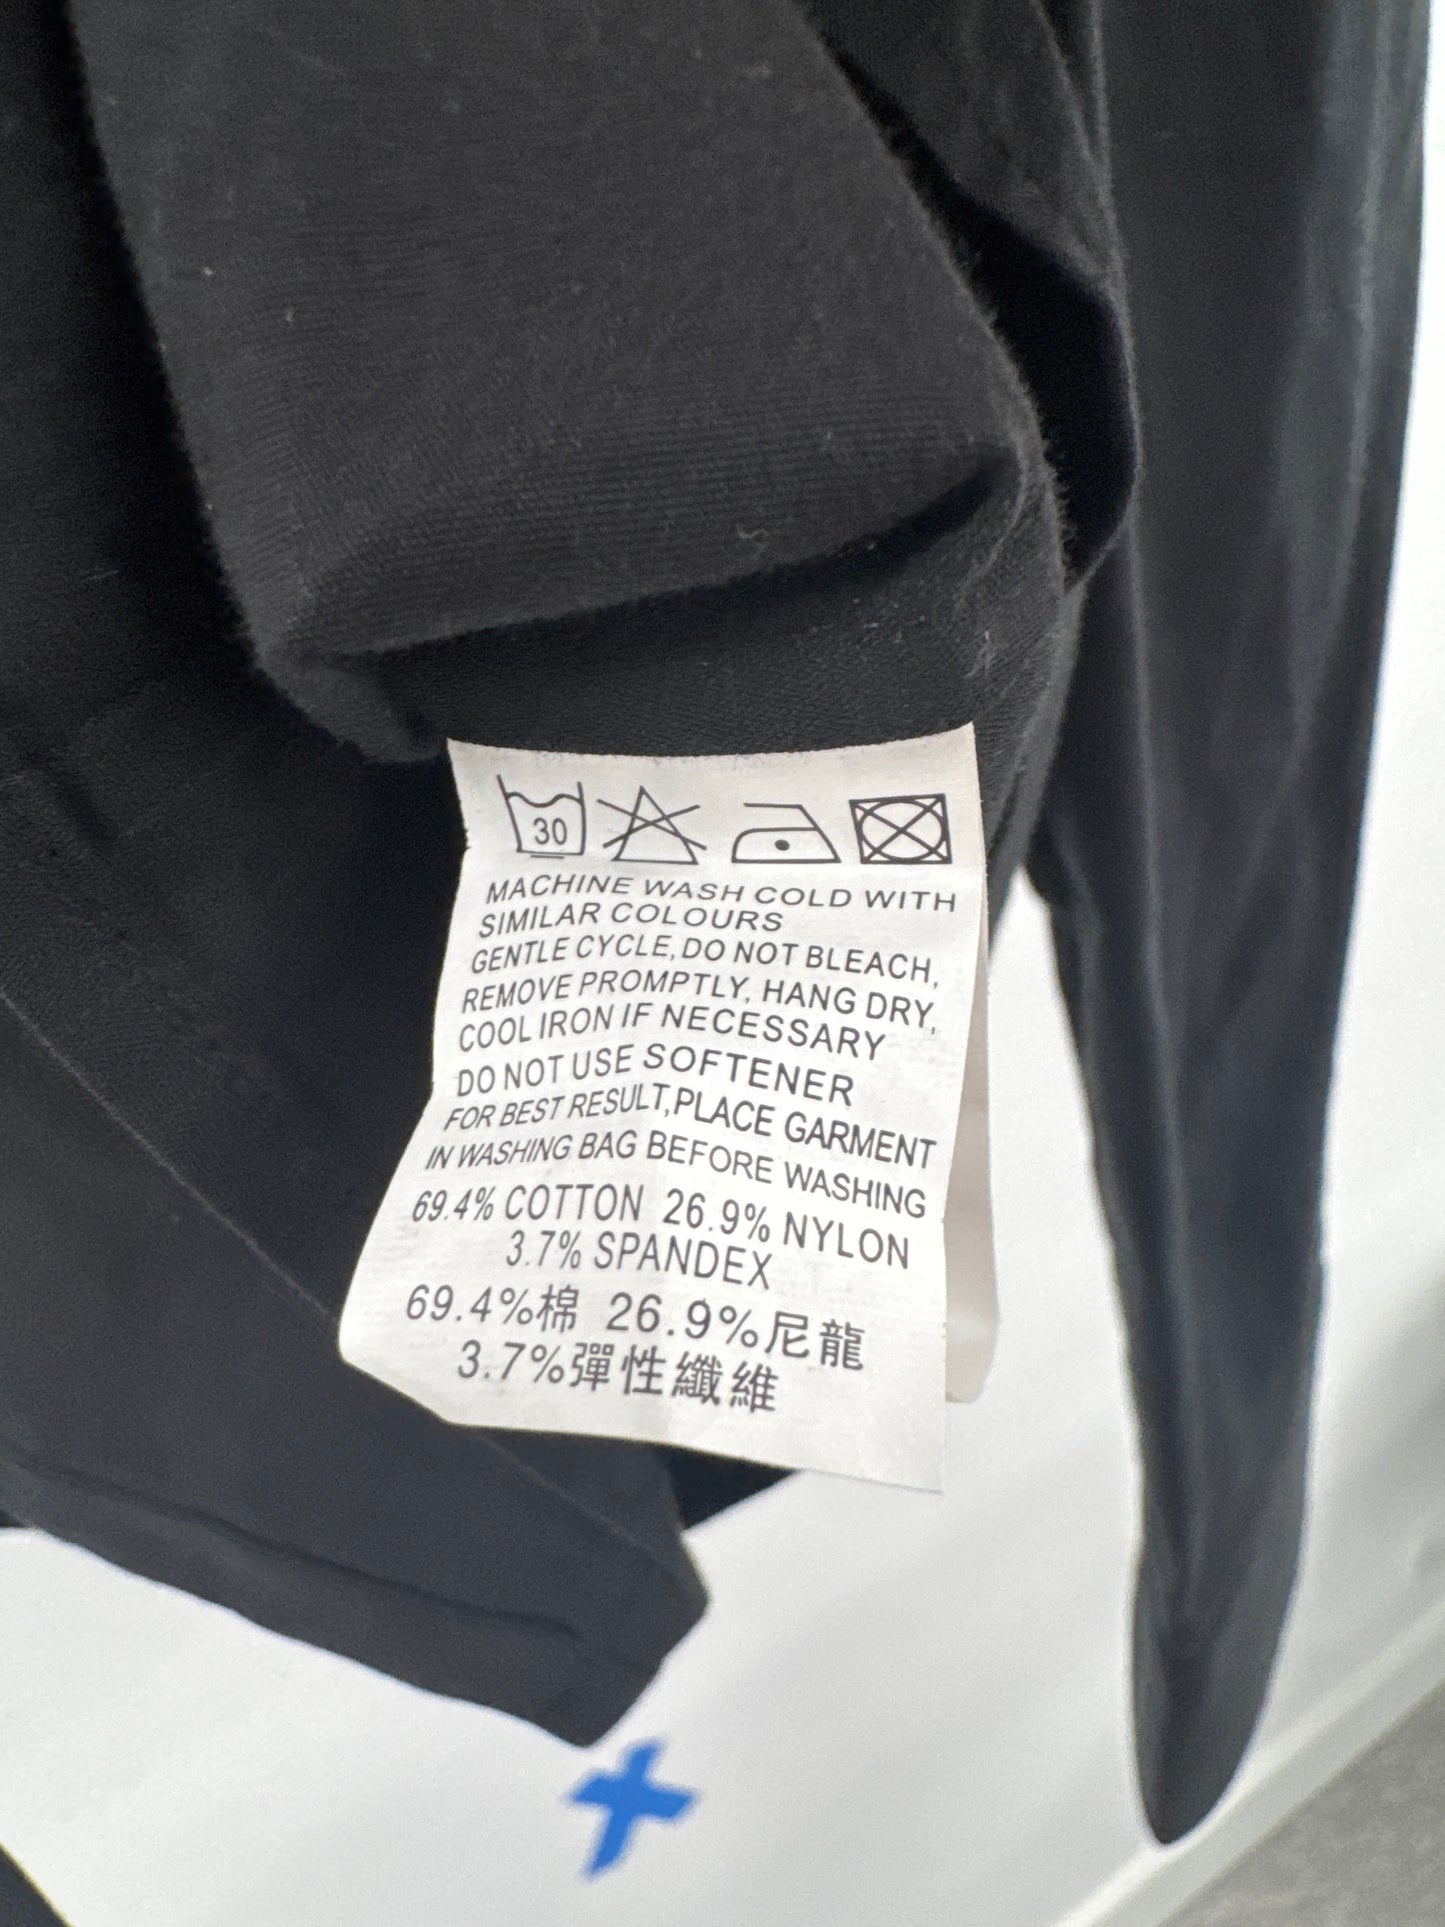 30
MACHINE WASH COLD WITH
SIMILAR COLOURS
GENTLE CYCLE, DO NOT BLEACH,
REMOVE PROMPTLY, HANG DRY,
COOL IRON IF NECESSARY
DO NOT USE SOFTENER
FOR BEST RESULT,PLACE GARMENT
IN WASHING BAG BEFORE WASHING
69.4% COTTON 26.9% NYLON
3.7% SPANDEX
69.4%棉 26.9%尼龍
3.7%彈性纖維